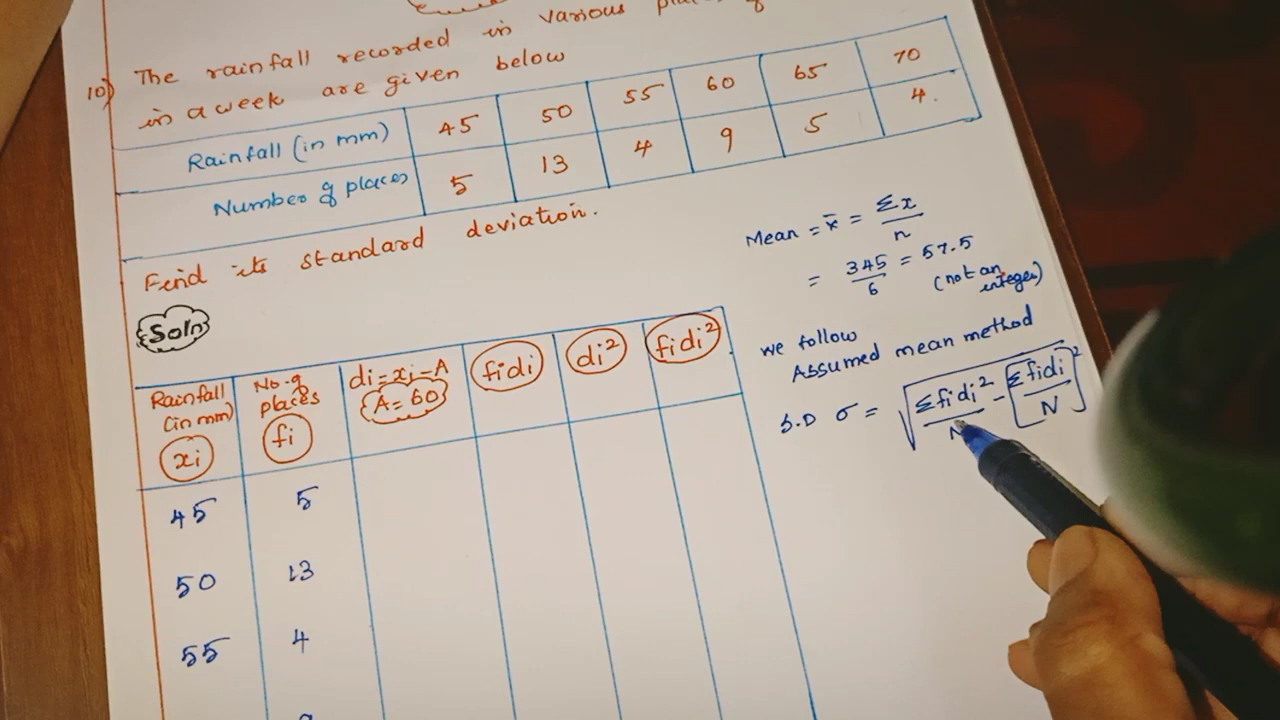 10) The rainfall recorded in various
in a week are given below
Rainfall (in mm) 45 50 55 60 65 70
Number of places 5 13 4 9 5 4.
Find its standard deviation.
Soln
Mean = x̄ = Σx/n
= 345/6 = 57.5
(not an
integer)
we follow
Assumed mean method
S.D σ = √(Σfidi²/N - [Σfidi/N]²)
Rainfall (in mm) xi | No. of places fi | di = xi - A A = 60 | fidi | di² | fidi²
45 5
50 13
55 4